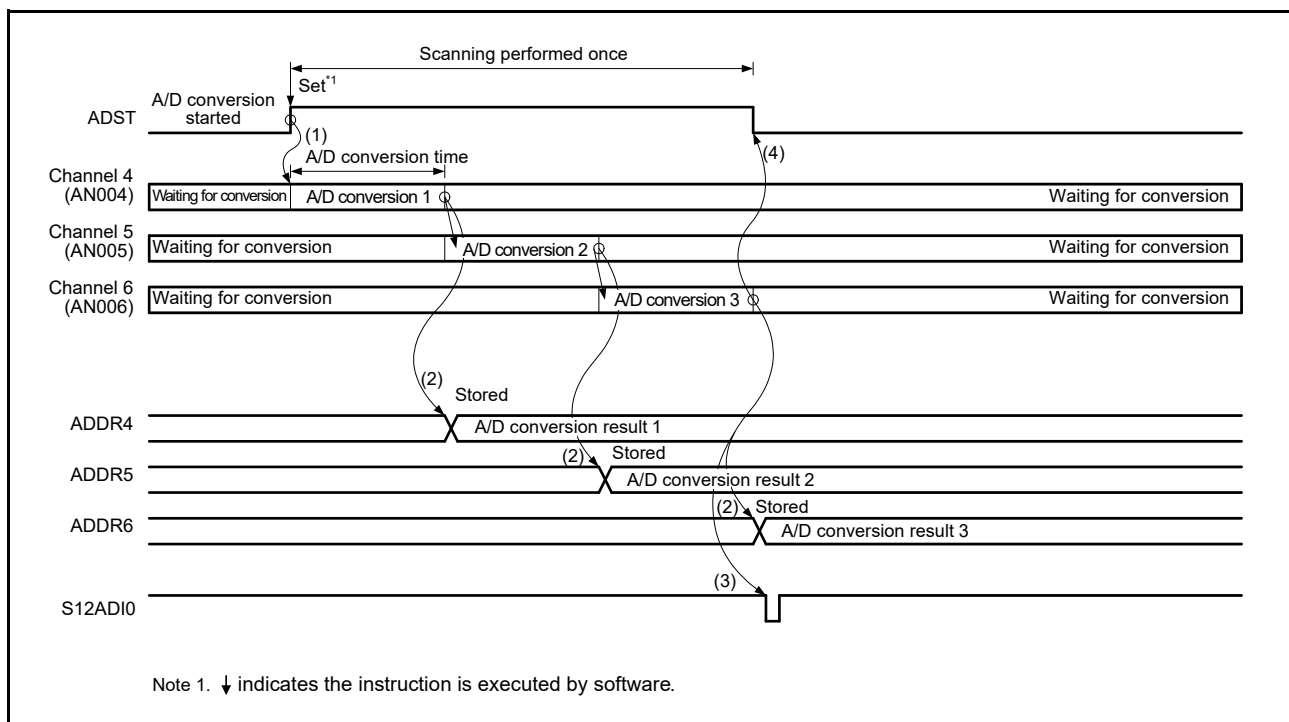 Scanning performed once
Set*1
A/D conversion
started
ADST
(1)
(4)
A/D conversion time
Channel 4
(AN004)
Waiting for conversion
A/D conversion 1
Waiting for conversion
Channel 5
(AN005)
Waiting for conversion
A/D conversion 2
Waiting for conversion
Channel 6
(AN006)
Waiting for conversion
A/D conversion 3
Waiting for conversion
(2)
Stored
ADDR4
A/D conversion result 1
(2)
Stored
ADDR5
A/D conversion result 2
(2)
Stored
ADDR6
A/D conversion result 3
(3)
S12ADI0
Note 1. ↓ indicates the instruction is executed by software.